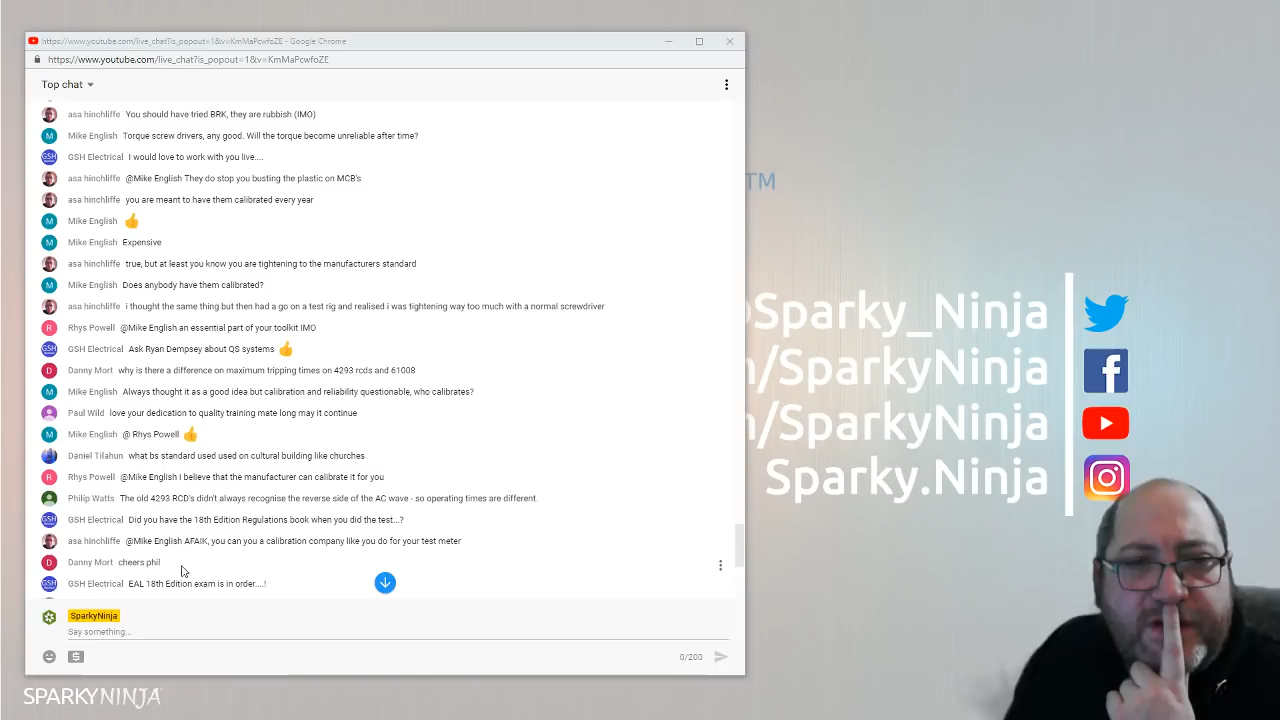 https://www.youtube.com/live_chat?is_popout=1&v=KmMaPcwfoZE - Google Chrome
https://www.youtube.com/live_chat?is_popout=1&v=KmMaPcwfoZE
Top chat
asa hinchliffe You should have tried BRK, they are rubbish (IMO)
M Mike English Torque screw drivers, any good. Will the torque become unreliable after time?
GSH GSH Electrical I would love to work with you live....
asa hinchliffe @Mike English They do stop you busting the plastic on MCB's
asa hinchliffe you are meant to have them calibrated every year
M Mike English 👍
M Mike English Expensive
asa hinchliffe true, but at least you know you are tightening to the manufacturers standard
M Mike English Does anybody have them calibrated?
asa hinchliffe i thought the same thing but then had a go on a test rig and realised i was tightening way too much with a normal screwdriver
R Rhys Powell @Mike English an essential part of your toolkit IMO
GSH GSH Electrical Ask Ryan Dempsey about QS systems 👍
D Danny Mort why is there a difference on maximum tripping times on 4293 rcds and 61008
M Mike English Always thought it as a good idea but calibration and reliability questionable, who calibrates?
Paul Wild love your dedication to quality training mate long may it continue
M Mike English @ Rhys Powell 👍
Daniel Tilahun what bs standard used used on cultural building like churches
R Rhys Powell @Mike English I believe that the manufacturer can calibrate it for you
Philip Watts The old 4293 RCD's didn't always recognise the reverse side of the AC wave - so operating times are different.
GSH GSH Electrical Did you have the 18th Edition Regulations book when you did the test...?
asa hinchliffe @Mike English AFAIK, you can you a calibration company like you do for your test meter
D Danny Mort cheers phil
GSH GSH Electrical EAL 18th Edition exam is in order....!
SparkyNinja
Say something...
0/200
TM
@Sparky_Ninja
/SparkyNinja
/SparkyNinja
Sparky.Ninja
SPARKYNINJA